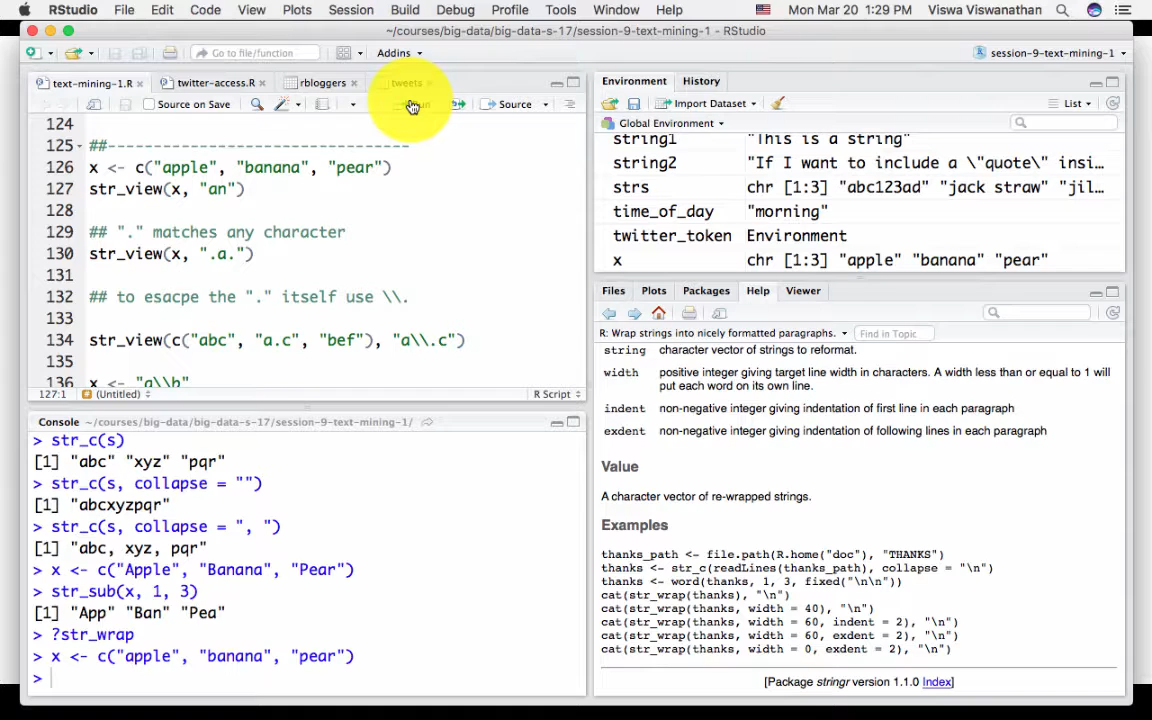 RStudio File Edit Code View Plots Session Build Debug Profile Tools Window Help Mon Mar 20 1:29 PM Viswa Viswanathan
~/courses/big-data/big-data-s-17/session-9-text-mining-1 - RStudio
Go to file/function Addins session-9-text-mining-1
text-mining-1.R twitter-access.R rbloggers tweets
Source on Save Source
124
125 ##---------------------------------
126 x <- c("apple", "banana", "pear")
127 str_view(x, "an")
128
129 ## "." matches any character
130 str_view(x, ".a.")
131
132 ## to esacpe the "." itself use \\.
133
134 str_view(c("abc", "a.c", "bef"), "a\\.c")
135
136 x <- "a\\b"
127:1 (Untitled) R Script
Console ~/courses/big-data/big-data-s-17/session-9-text-mining-1/
> str_c(s)
[1] "abc" "xyz" "pqr"
> str_c(s, collapse = "")
[1] "abcxyzpqr"
> str_c(s, collapse = ", ")
[1] "abc, xyz, pqr"
> x <- c("Apple", "Banana", "Pear")
> str_sub(x, 1, 3)
[1] "App" "Ban" "Pea"
> ?str_wrap
> x <- c("apple", "banana", "pear")
>
Environment History
Import Dataset List
Global Environment
string1 "This is a string"
string2 "If I want to include a \"quote\" insi...
strs chr [1:3] "abc123ad" "jack straw" "jil...
time_of_day "morning"
twitter_token Environment
x chr [1:3] "apple" "banana" "pear"
Files Plots Packages Help Viewer
R: Wrap strings into nicely formatted paragraphs. Find in Topic
string character vector of strings to reformat.
width positive integer giving target line width in characters. A width less than or equal to 1 will
put each word on its own line.
indent non-negative integer giving indentation of first line in each paragraph
exdent non-negative integer giving indentation of following lines in each paragraph
Value
A character vector of re-wrapped strings.
Examples
thanks_path <- file.path(R.home("doc"), "THANKS")
thanks <- str_c(readLines(thanks_path), collapse = "\n")
thanks <- word(thanks, 1, 3, fixed("\n\n"))
cat(str_wrap(thanks), "\n")
cat(str_wrap(thanks, width = 40), "\n")
cat(str_wrap(thanks, width = 60, indent = 2), "\n")
cat(str_wrap(thanks, width = 60, exdent = 2), "\n")
cat(str_wrap(thanks, width = 0, exdent = 2), "\n")
[Package stringr version 1.1.0 Index]